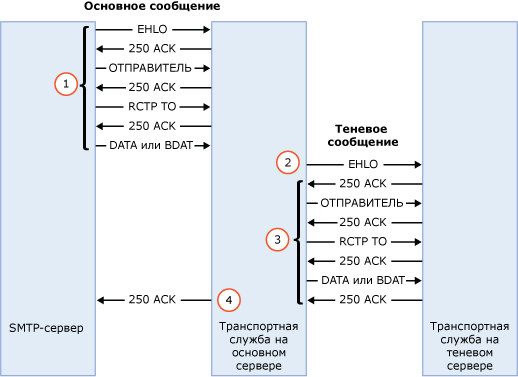 Основное сообщение
EHLO
250 ACK
ОТПРАВИТЕЛЬ
1
250 ACK
RCTP TO
250 ACK
DATA или BDAT
Теневое
сообщение
2
EHLO
250 ACK
ОТПРАВИТЕЛЬ
250 ACK
3
RCTP TO
250 ACK
DATA или BDAT
250 ACK
4
250 ACK
SMTP-сервер
Транспортная
служба на
основном
сервере
Транспортная
служба на
теневом
сервере